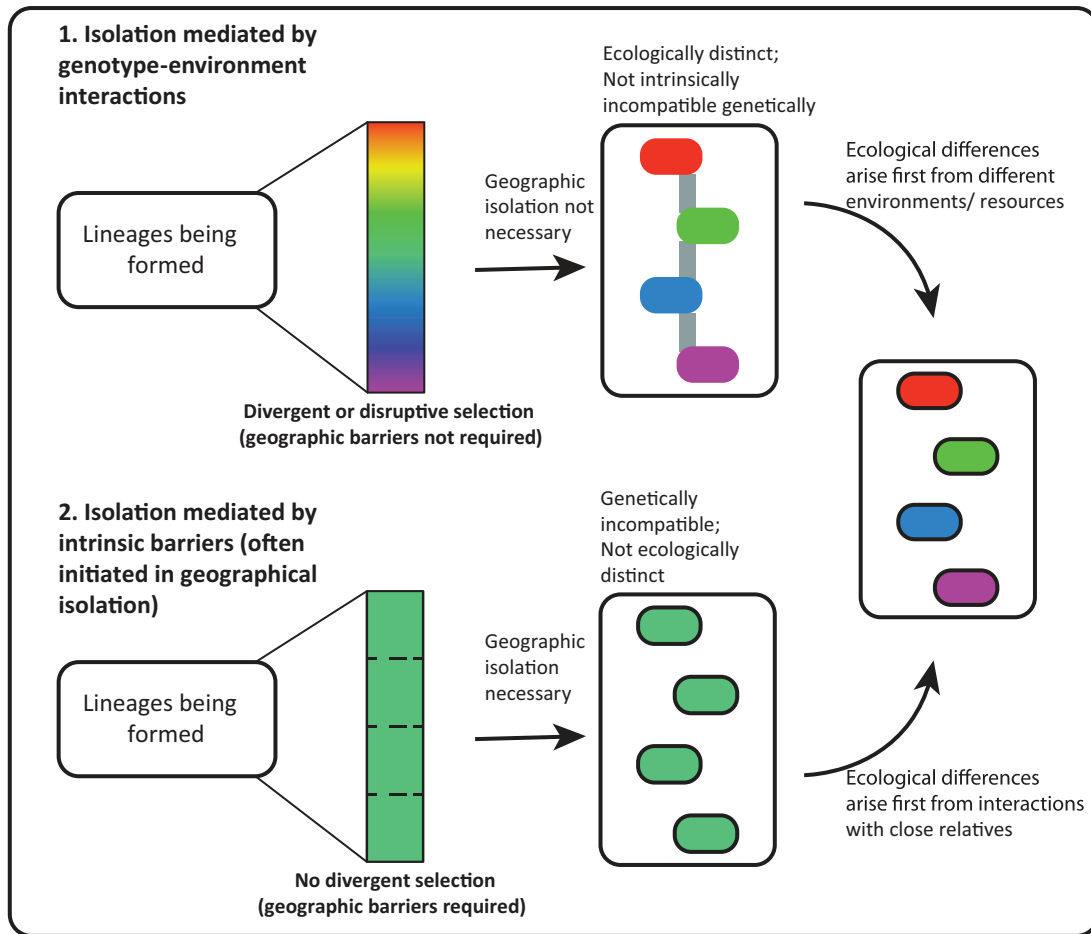 1. Isolation mediated by
genotype-environment
interactions
Lineages being
formed
Divergent or disruptive selection
(geographic barriers not required)
Geographic
isolation not
necessary
Ecologically distinct;
Not intrinsically
incompatible genetically
Ecological differences
arise first from different
environments/ resources
2. Isolation mediated by
intrinsic barriers (often
initiated in geographical
isolation)
Lineages being
formed
No divergent selection
(geographic barriers required)
Geographic
isolation
necessary
Genetically
incompatible;
Not ecologically
distinct
Ecological differences
arise first from interactions
with close relatives